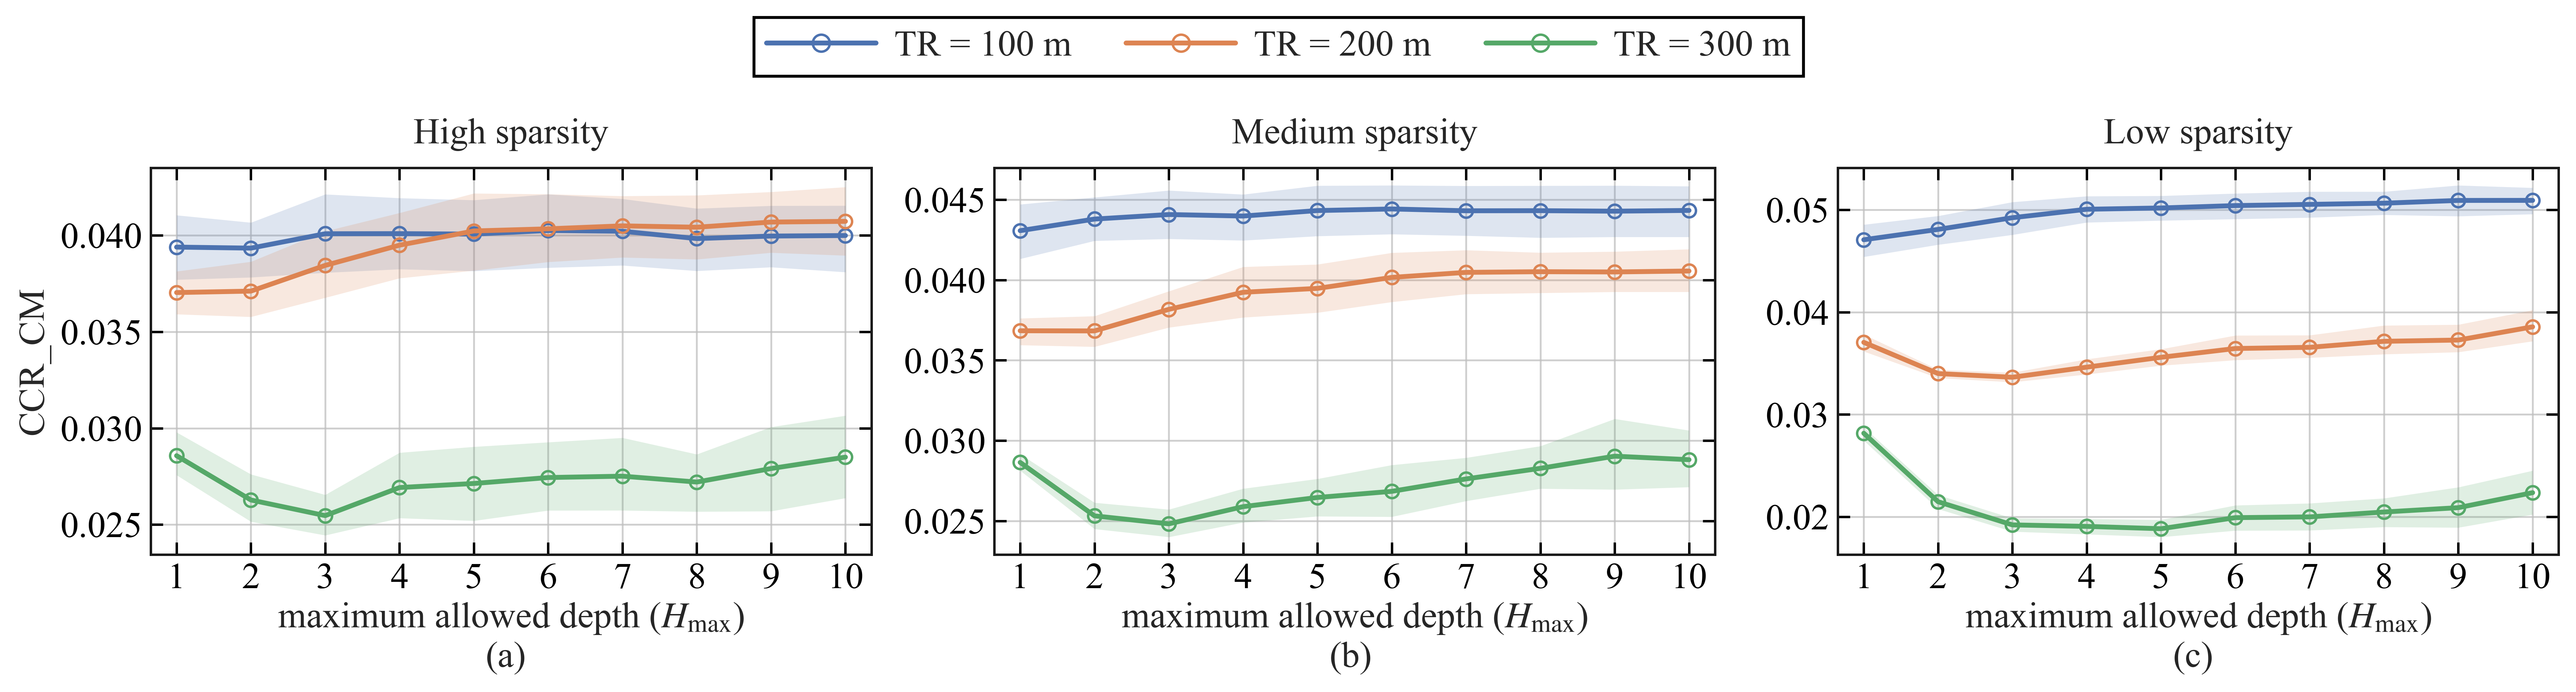 TR = 100 m TR = 200 m TR = 300 m
High sparsity
CCR_CM
0.040
0.035
0.030
0.025
1 2 3 4 5 6 7 8 9 10
maximum allowed depth (Hmax)
(a)
Medium sparsity
0.045
0.040
0.035
0.030
0.025
1 2 3 4 5 6 7 8 9 10
maximum allowed depth (Hmax)
(b)
Low sparsity
0.05
0.04
0.03
0.02
1 2 3 4 5 6 7 8 9 10
maximum allowed depth (Hmax)
(c)